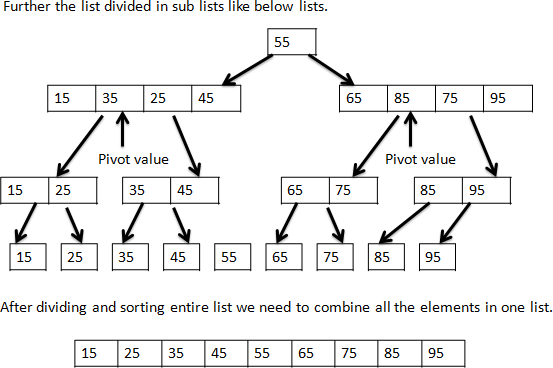 Further the list divided in sub lists like below lists.
55
15 35 25 45 65 85 75 95
Pivot value Pivot value
15 25 35 45 65 75 85 95
15 25 35 45 55 65 75 85 95
After dividing and sorting entire list we need to combine all the elements in one list.
15 25 35 45 55 65 75 85 95